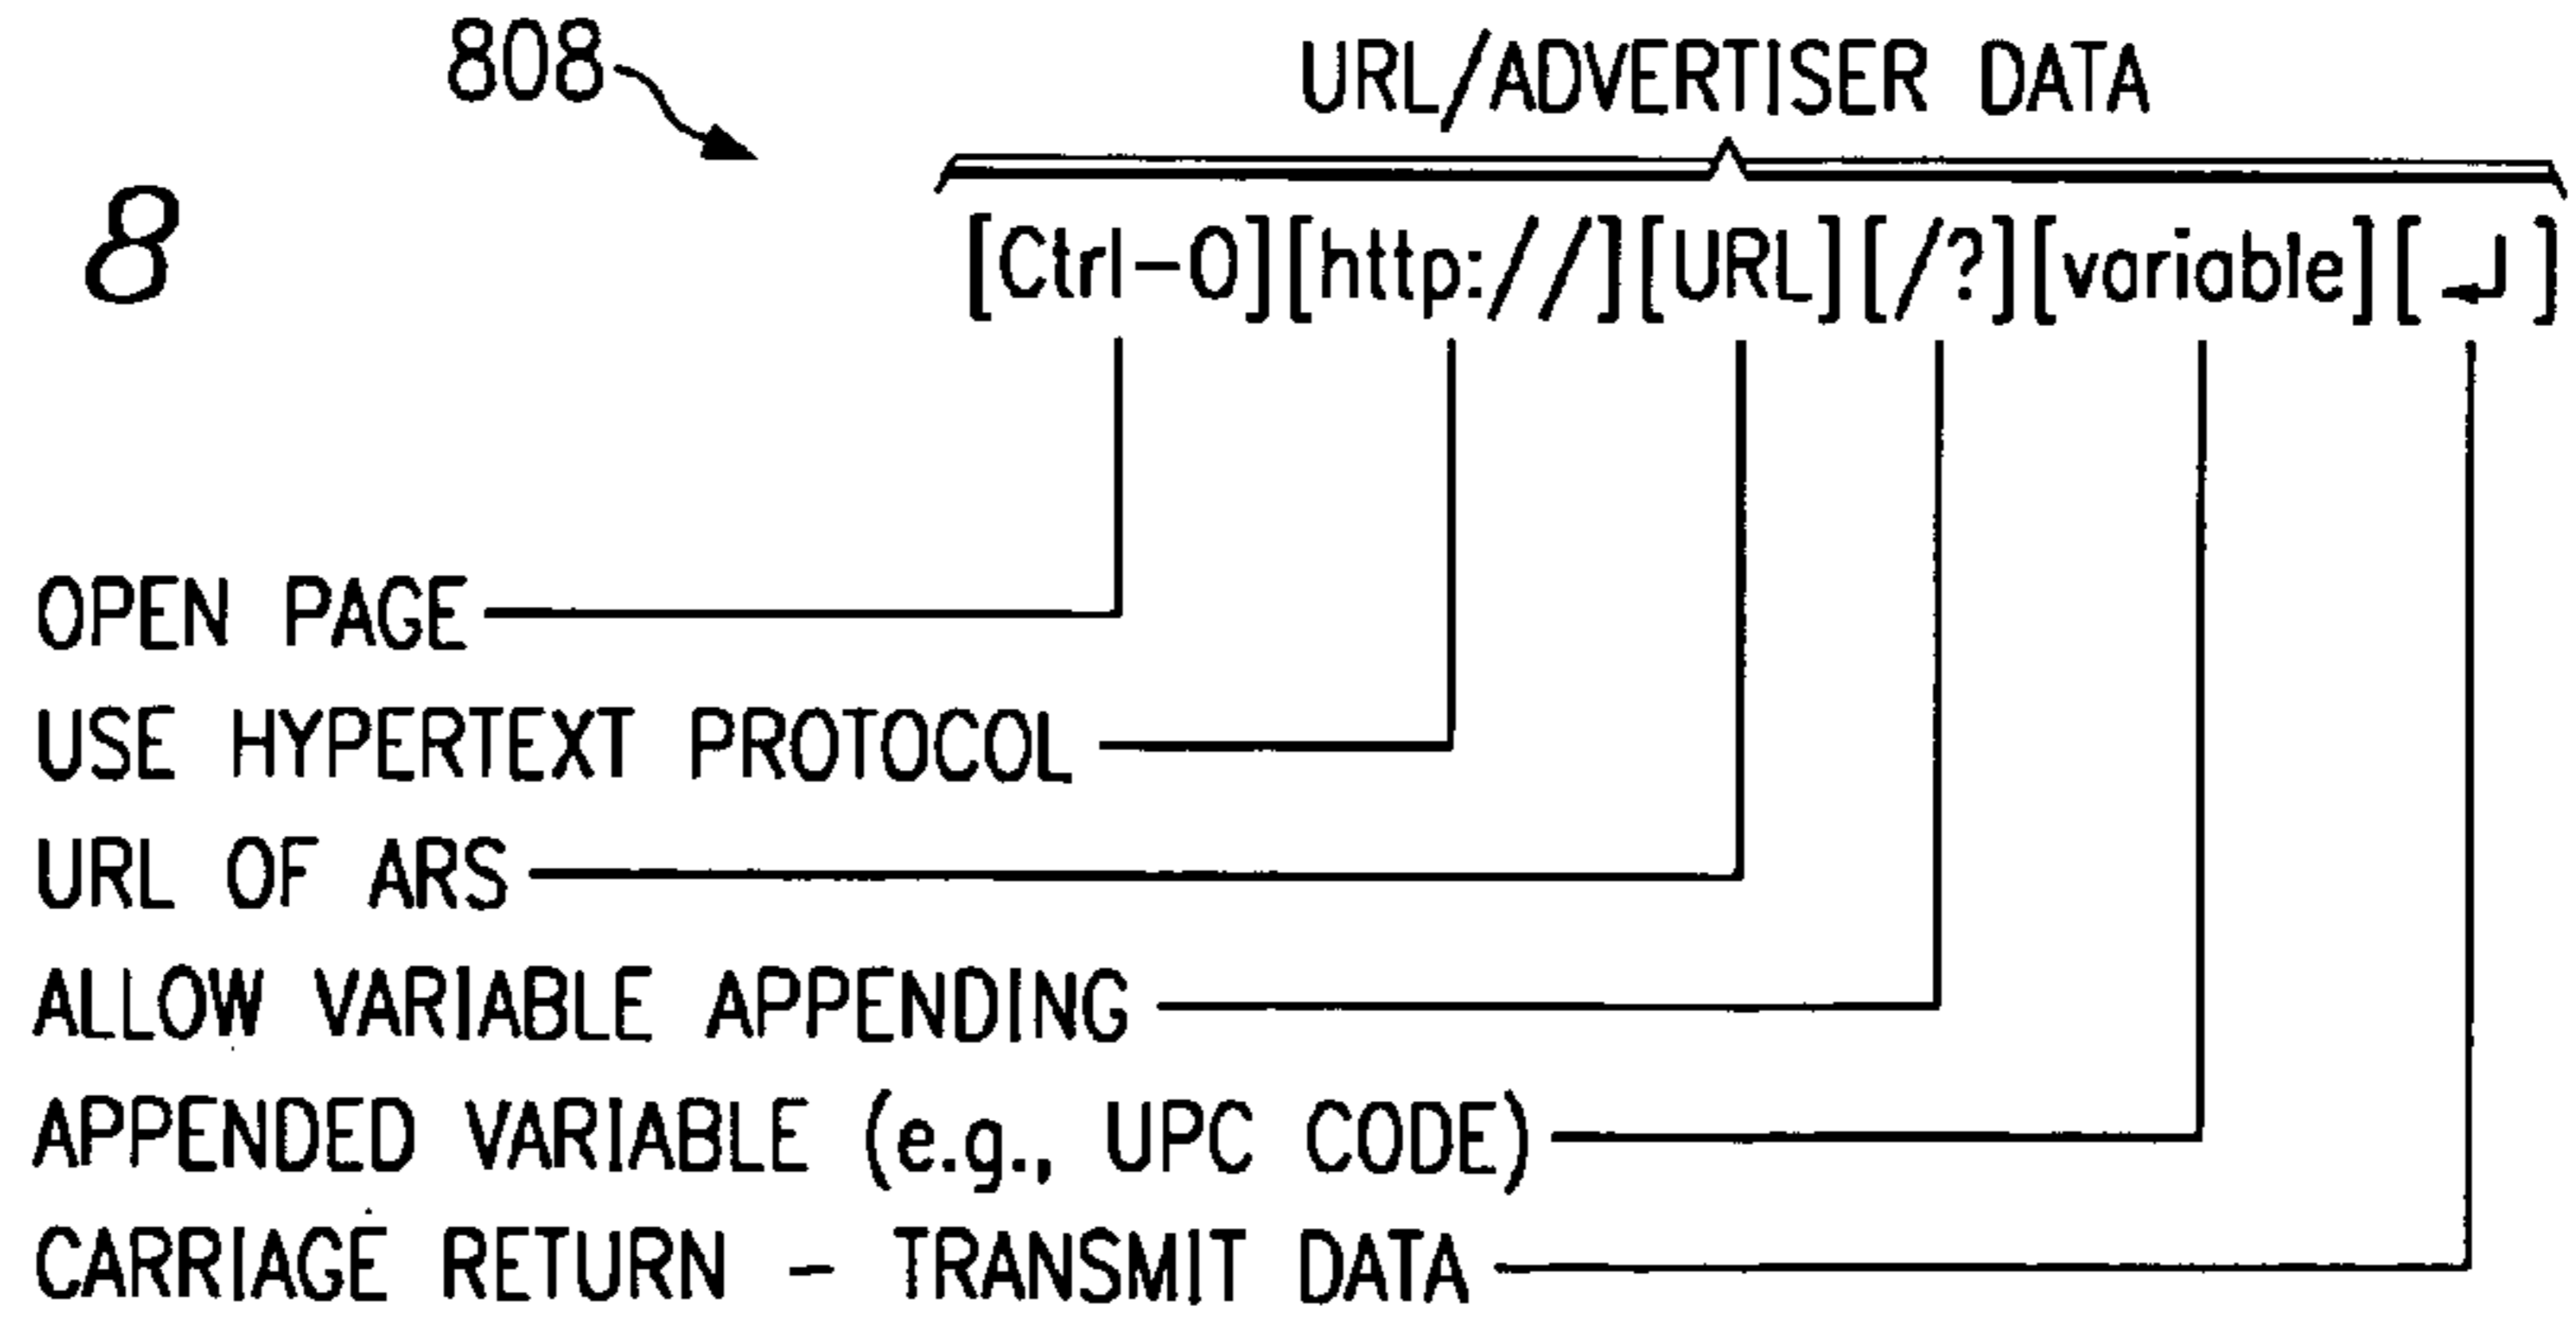 808
URL/ADVERTISER DATA
8
[Ctrl-O][http://][URL][/?][variable][↵]
OPEN PAGE
USE HYPERTEXT PROTOCOL
URL OF ARS
ALLOW VARIABLE APPENDING
APPENDED VARIABLE (e.g., UPC CODE)
CARRIAGE RETURN - TRANSMIT DATA